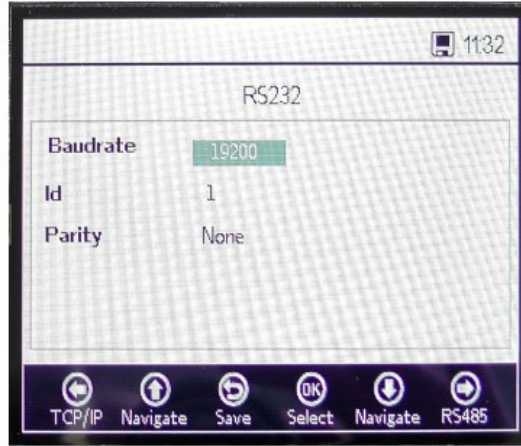 11:32
RS232
Baudrate 19200
Id 1
Parity None
OK
TCP/IP Navigate Save Select Navigate RS485